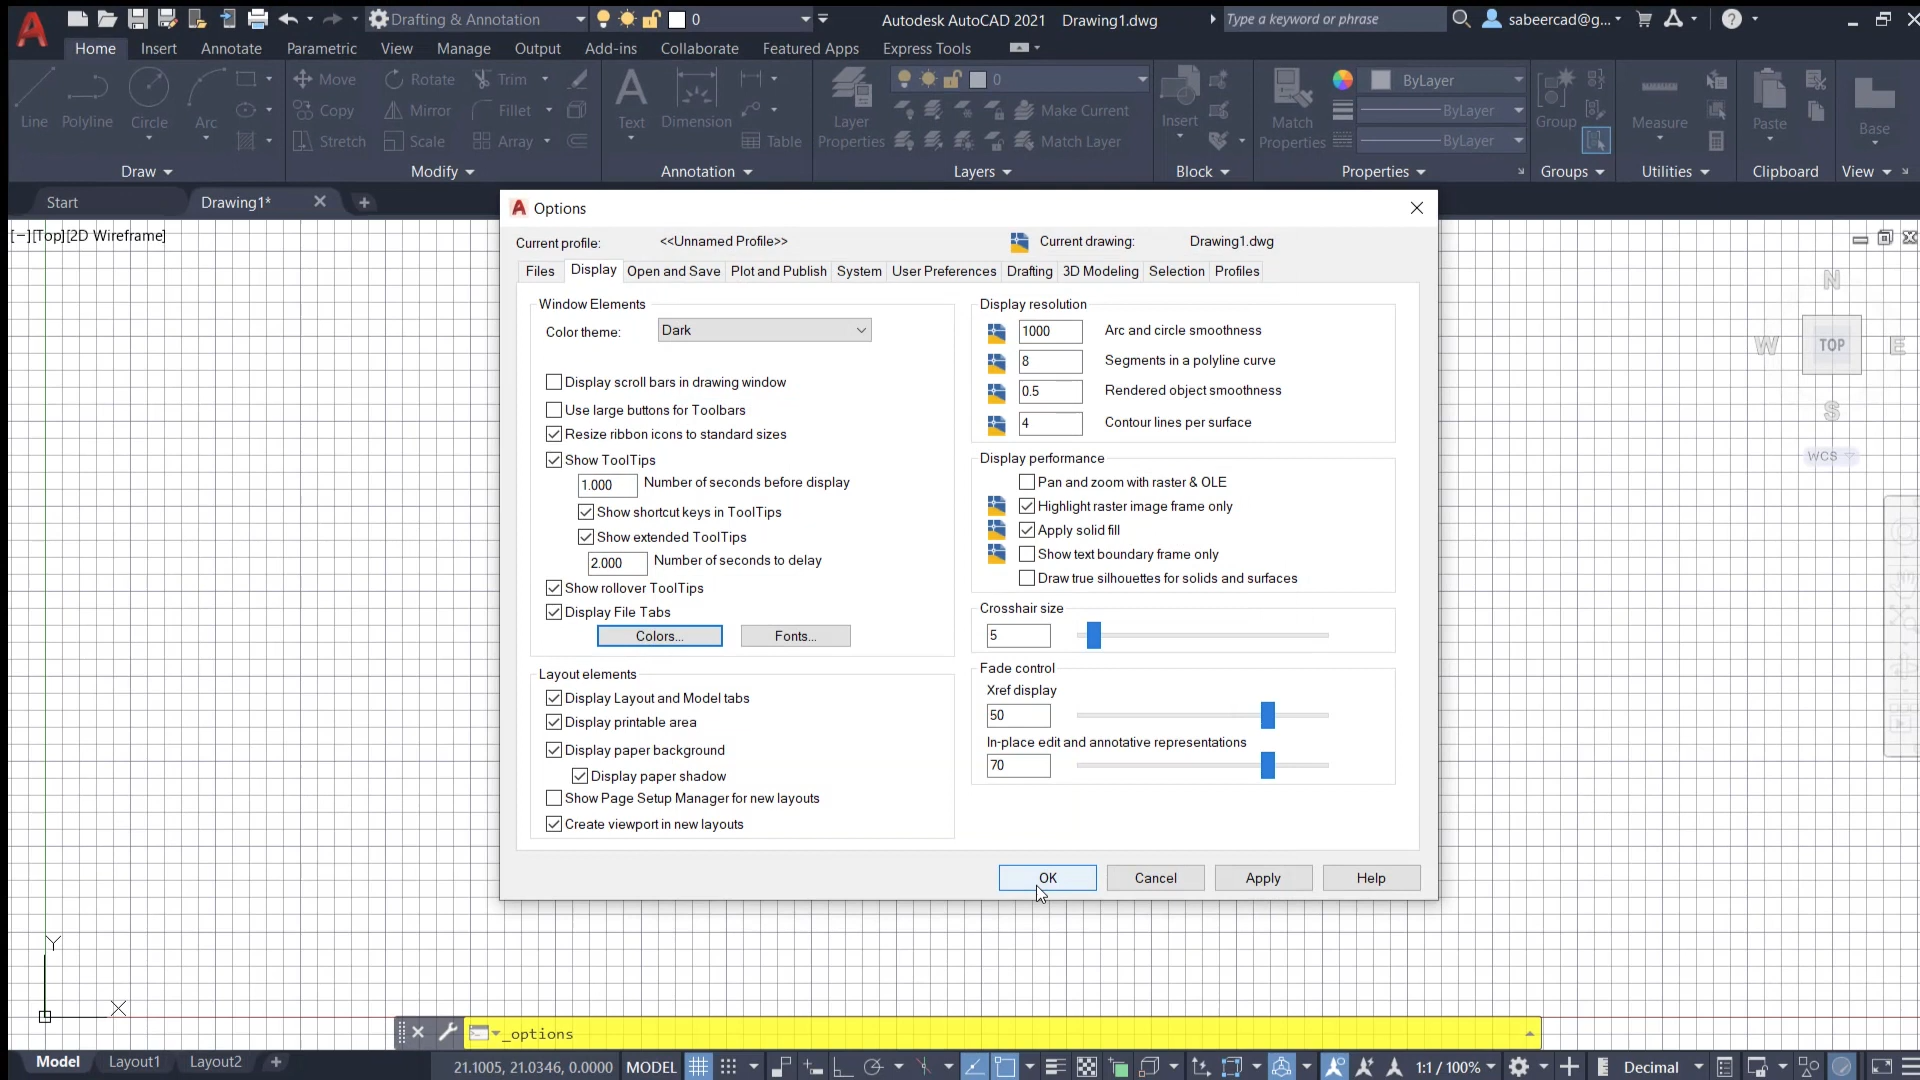 Drafting & Annotation 0 Autodesk AutoCAD 2021 Drawing1.dwg Type a keyword or phrase sabeercad@g...
Home Insert Annotate Parametric View Manage Output Add-ins Collaborate Featured Apps Express Tools
Move Rotate Trim 0 ByLayer
Line Polyline Circle Arc Copy Mirror Fillet Text Dimension Layer Properties Make Current Insert Match Properties ByLayer Group Measure Paste Base
Stretch Scale Array Table Match Layer ByLayer
Draw Modify Annotation Layers Block Properties Groups Utilities Clipboard View
Start Drawing1*
[−][Top][2D Wireframe]
Options
Current profile: <<Unnamed Profile>> Current drawing: Drawing1.dwg
Files Display Open and Save Plot and Publish System User Preferences Drafting 3D Modeling Selection Profiles
Window Elements
Color theme: Dark
Display scroll bars in drawing window
Use large buttons for Toolbars
Resize ribbon icons to standard sizes
Show ToolTips
1.000 Number of seconds before display
Show shortcut keys in ToolTips
Show extended ToolTips
2.000 Number of seconds to delay
Show rollover ToolTips
Display File Tabs
Colors... Fonts...
Layout elements
Display Layout and Model tabs
Display printable area
Display paper background
Display paper shadow
Show Page Setup Manager for new layouts
Create viewport in new layouts
Display resolution
1000 Arc and circle smoothness
8 Segments in a polyline curve
0.5 Rendered object smoothness
4 Contour lines per surface
Display performance
Pan and zoom with raster & OLE
Highlight raster image frame only
Apply solid fill
Show text boundary frame only
Draw true silhouettes for solids and surfaces
Crosshair size
5
Fade control
Xref display
50
In-place edit and annotative representations
70
OK Cancel Apply Help
N
W TOP E
S
WCS
Y
X
_options
Model Layout1 Layout2 21.1005, 21.0346, 0.0000 MODEL 1:1 / 100% Decimal